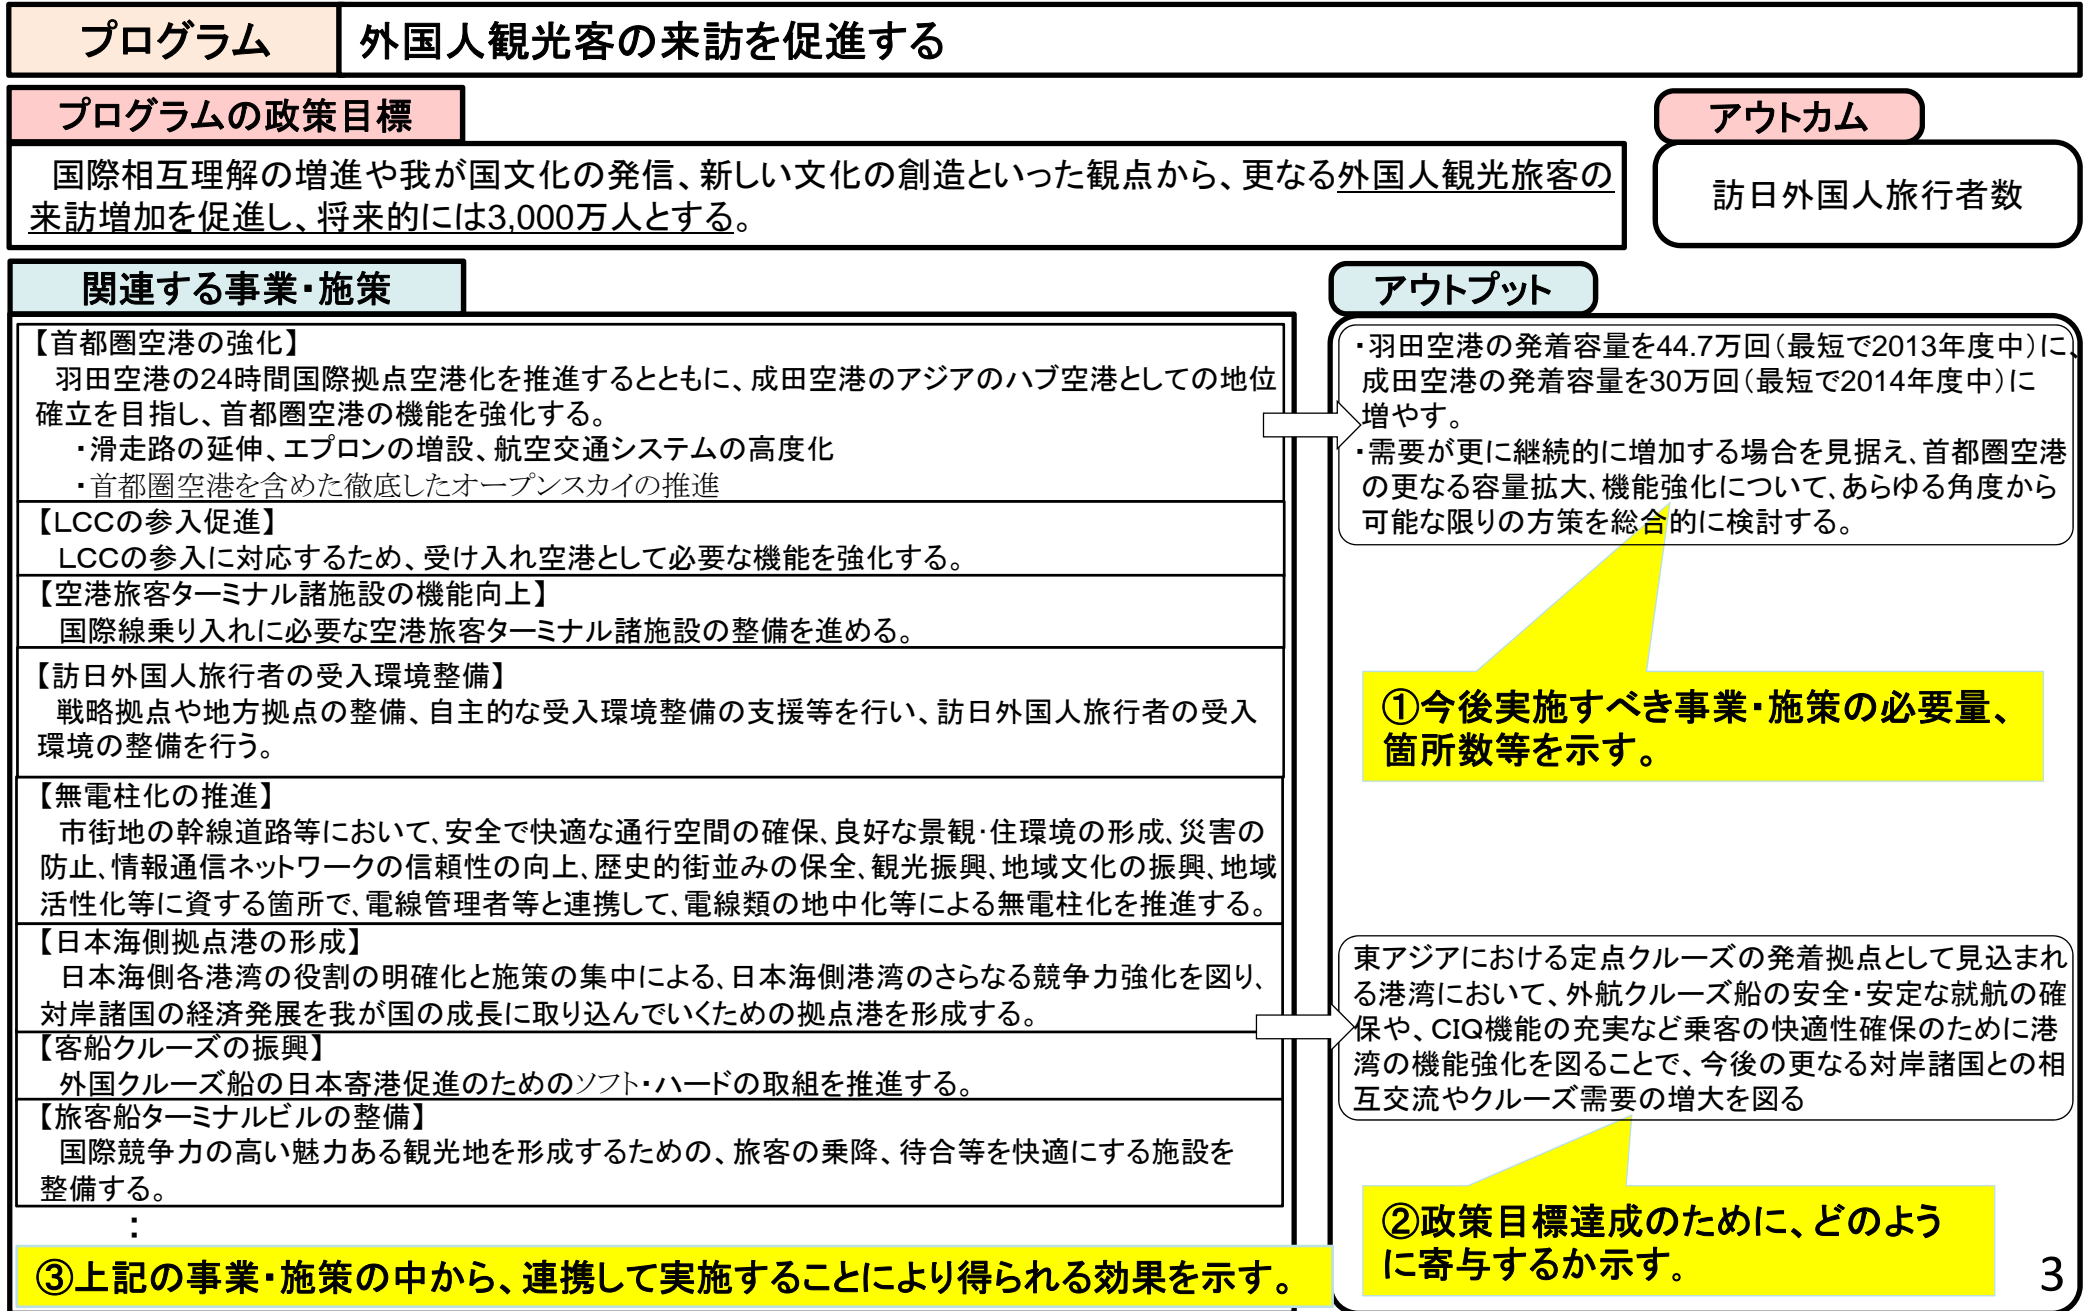 プログラム
外国人観光客の来訪を促進する
プログラムの政策目標
アウトカム
国際相互理解の増進や我が国文化の発信、新しい文化の創造といった観点から、更なる外国人観光旅客の
来訪増加を促進し、将来的には3,000万人とする。
訪日外国人旅行者数
関連する事業・施策
【首都圏空港の強化】
羽田空港の24時間国際拠点空港化を推進するとともに、成田空港のアジアのハブ空港としての地位
確立を目指し、首都圏空港の機能を強化する。
・滑走路の延伸、エプロンの増設、航空交通システムの高度化
・首都圏空港を含めた徹底したオープンスカイの推進
【LCCの参入促進】
LCCの参入に対応するため、受け入れ空港として必要な機能を強化する。
【空港旅客ターミナル諸施設の機能向上】
国際線乗り入れに必要な空港旅客ターミナル諸施設の整備を進める。
【訪日外国人旅行者の受入環境整備】
戦略拠点や地方拠点の整備、自主的な受入環境整備の支援等を行い、訪日外国人旅行者の受入
環境の整備を行う。
【無電柱化の推進】
市街地の幹線道路等において、安全で快適な通行空間の確保、良好な景観・住環境の形成、災害の
防止、情報通信ネットワークの信頼性の向上、歴史的街並みの保全、観光振興、地域文化の振興、地域
活性化等に資する箇所で、電線管理者等と連携して、電線類の地中化等による無電柱化を推進する。
【日本海側拠点港の形成】
日本海側各港湾の役割の明確化と施策の集中による、日本海側港湾のさらなる競争力強化を図り、
対岸諸国の経済発展を我が国の成長に取り込んでいくための拠点港を形成する。
【客船クルーズの振興】
外国クルーズ船の日本寄港促進のためのソフト・ハードの取組を推進する。
【旅客船ターミナルビルの整備】
国際競争力の高い魅力ある観光地を形成するための、旅客の乗降、待合等を快適にする施設を
整備する。
：
③上記の事業・施策の中から、連携して実施することにより得られる効果を示す。
アウトプット
・羽田空港の発着容量を44.7万回（最短で2013年度中）に、
成田空港の発着容量を30万回（最短で2014年度中）に
増やす。
・需要が更に継続的に増加する場合を見据え、首都圏空港
の更なる容量拡大、機能強化について、あらゆる角度から
可能な限りの方策を総合的に検討する。
①今後実施すべき事業・施策の必要量、
箇所数等を示す。
東アジアにおける定点クルーズの発着拠点として見込まれ
る港湾において、外航クルーズ船の安全・安定な就航の確
保や、CIQ機能の充実など乗客の快適性確保のために港
湾の機能強化を図ることで、今後の更なる対岸諸国との相
互交流やクルーズ需要の増大を図る
②政策目標達成のために、どのよう
に寄与するか示す。
3